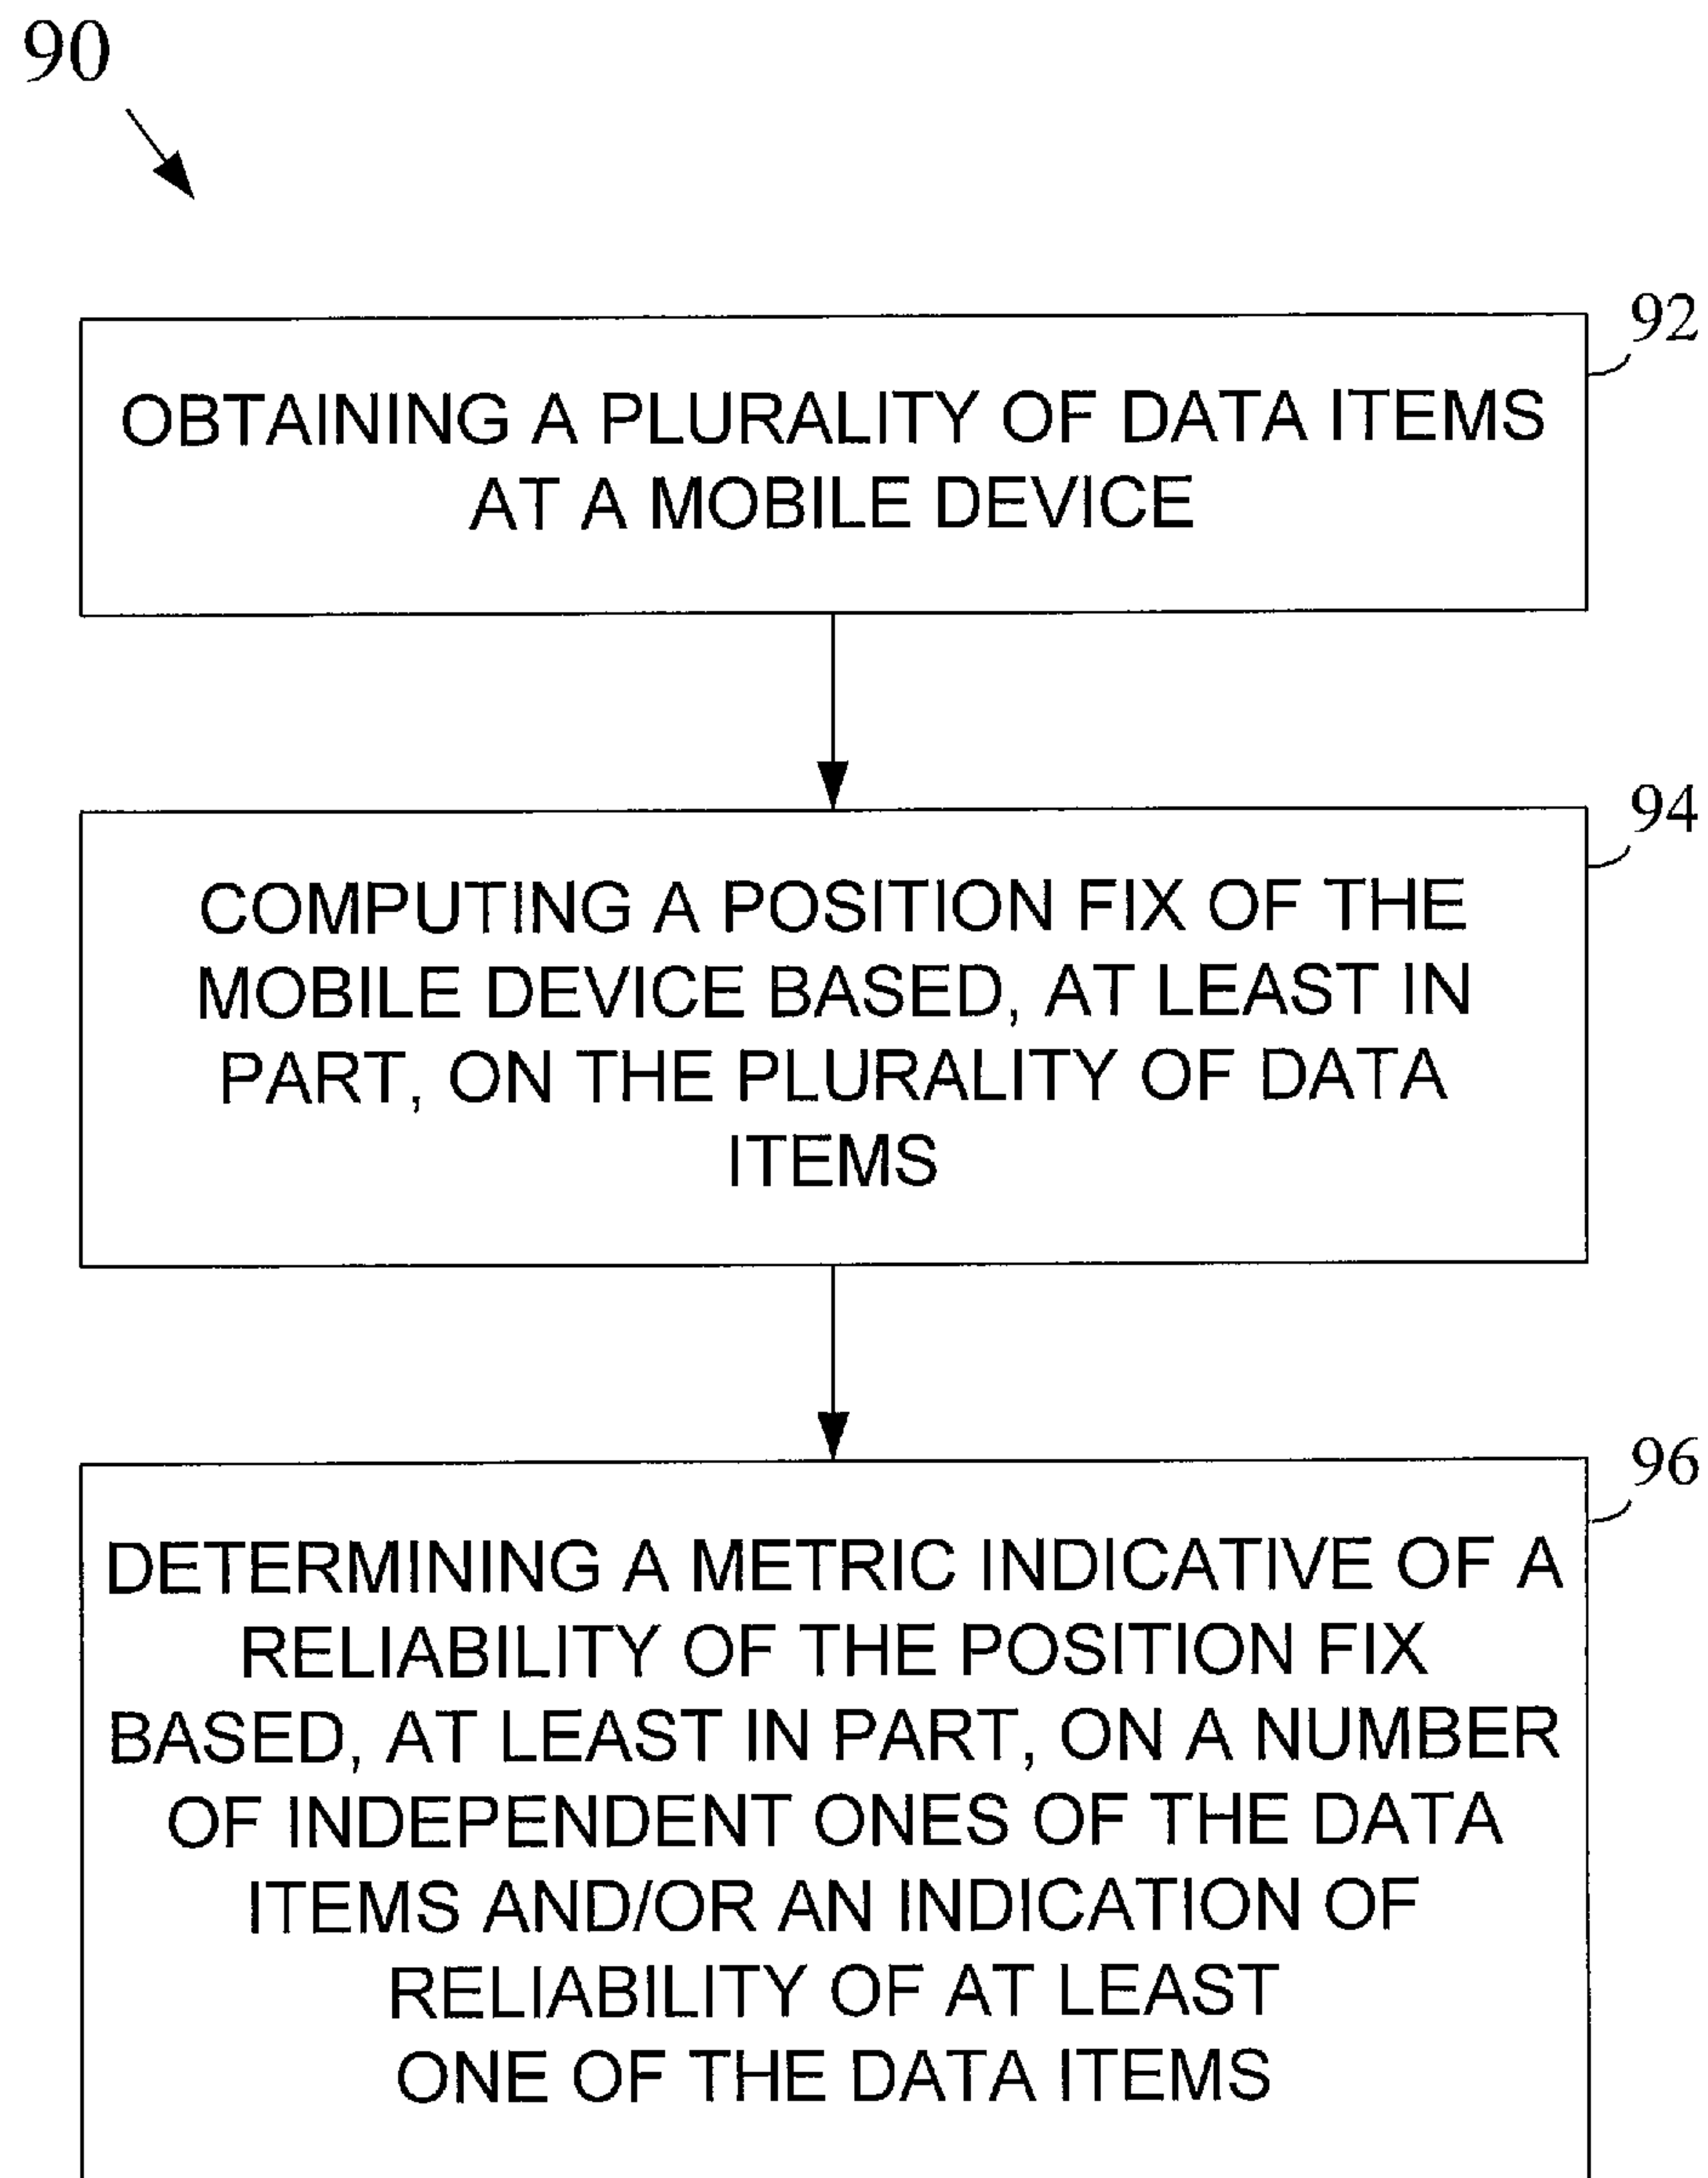 90
92
OBTAINING A PLURALITY OF DATA ITEMS
AT A MOBILE DEVICE
94
COMPUTING A POSITION FIX OF THE
MOBILE DEVICE BASED, AT LEAST IN
PART, ON THE PLURALITY OF DATA
ITEMS
96
DETERMINING A METRIC INDICATIVE OF A
RELIABILITY OF THE POSITION FIX
BASED, AT LEAST IN PART, ON A NUMBER
OF INDEPENDENT ONES OF THE DATA
ITEMS AND/OR AN INDICATION OF
RELIABILITY OF AT LEAST
ONE OF THE DATA ITEMS